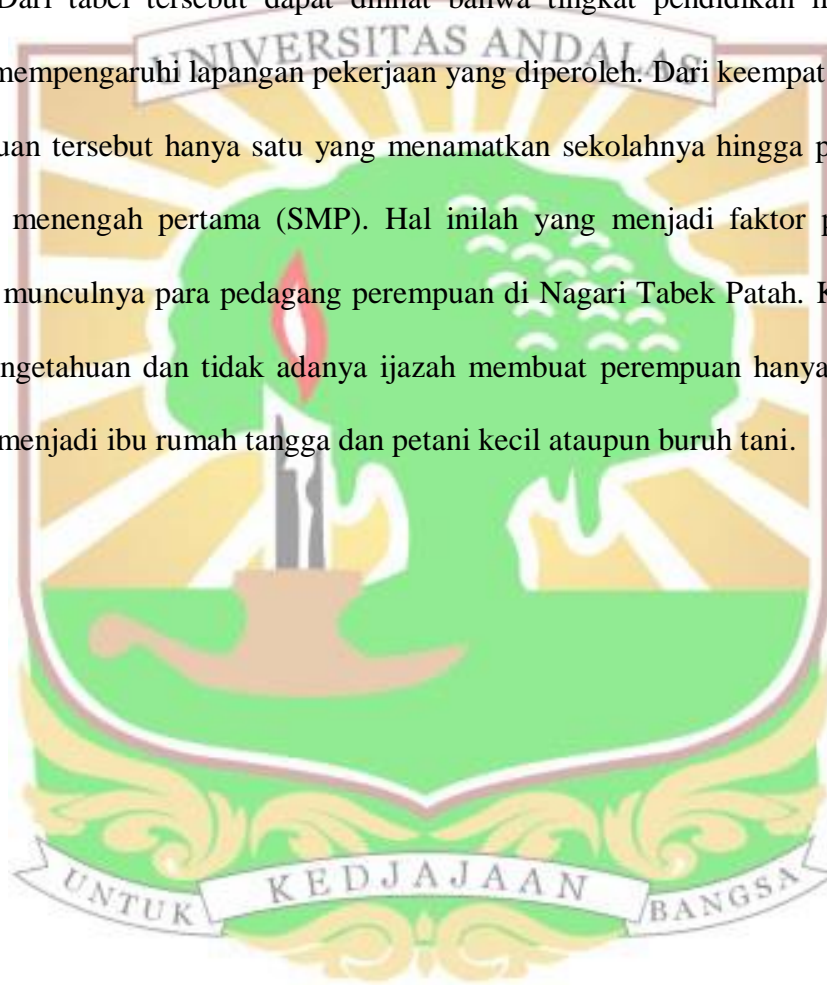 Dari tabel tersebut dapat dilihat bahwa tingkat pendidikan
UNIVERSITAS ANDALAS
mempengaruhi lapangan pekerjaan yang diperoleh. Dari keempat
uan tersebut hanya satu yang menamatkan sekolahnya hingga p
menengah pertama (SMP). Hal inilah yang menjadi faktor p
munculnya para pedagang perempuan di Nagari Tabek Patah. K
ngetahuan dan tidak adanya ijazah membuat perempuan hanya
menjadi ibu rumah tangga dan petani kecil ataupun buruh tani.
UNTUK KEDJAJAAN BANGSA